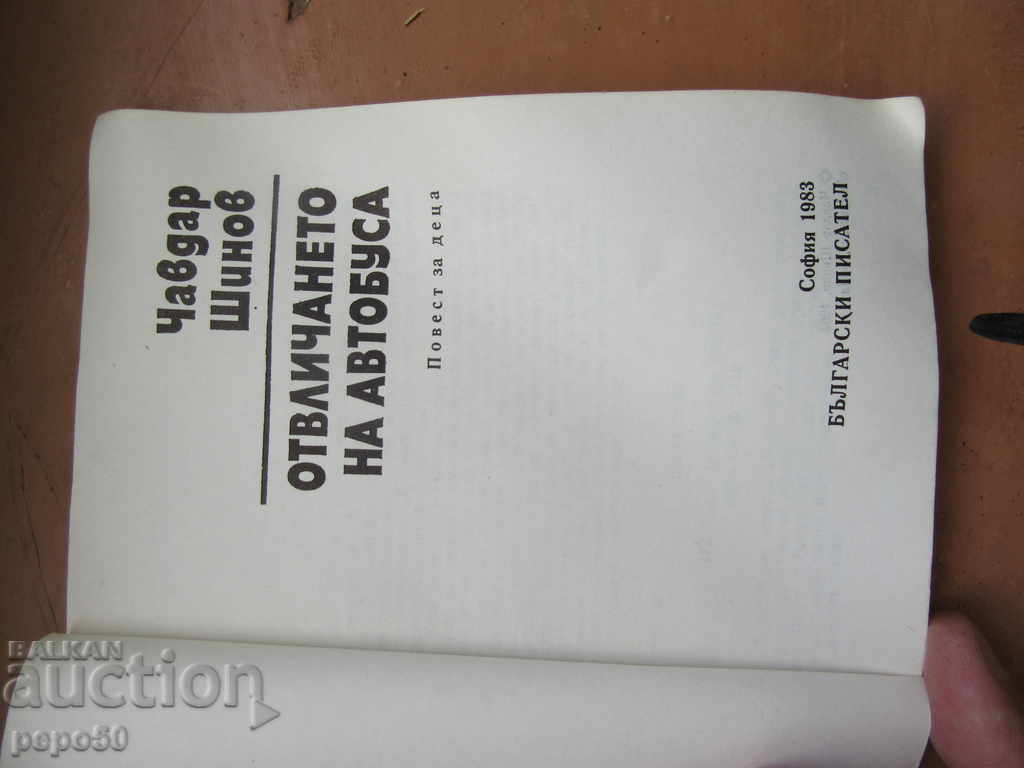 Чавдар
Шинов
ОТВЛИЧАНЕТО
НА АВТОБУСА
Повест за деца
София 1983
БЪЛГАРСКИ ПИСАТЕЛ
BALKAN
auction
pepo50